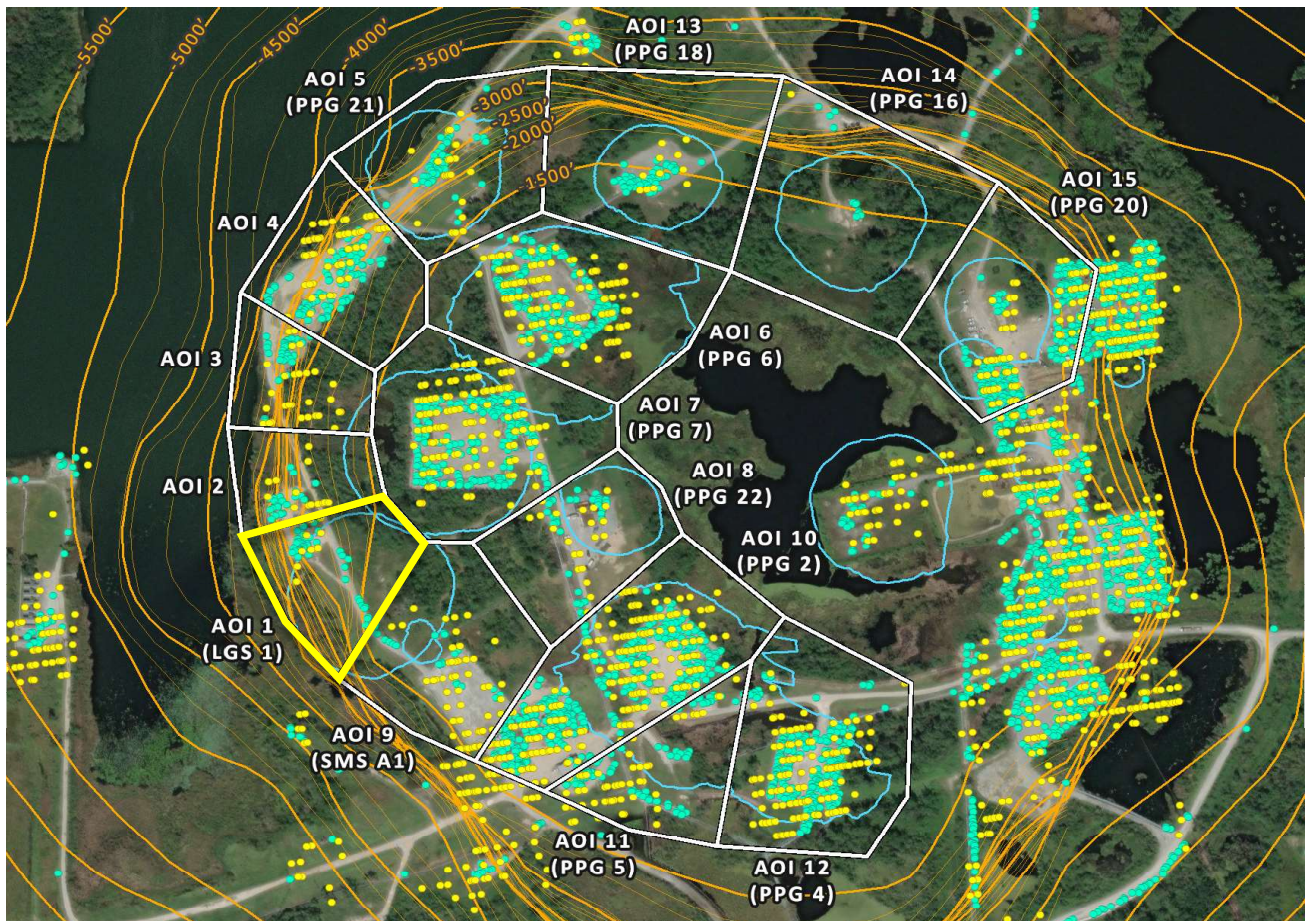 AOI 13
(PPG 18)
-5500'
-5000'
-4500'
-4000'
-3500'
AOI 5
(PPG 21)
AOI 14
(PPG 16)
-3000'
-2500'
-2000'
-1500'
AOI 15
(PPG 20)
AOI 4
AOI 3
AOI 6
(PPG 6)
AOI 7
(PPG 7)
AOI 2
AOI 8
(PPG 22)
AOI 10
(PPG 2)
AOI 1
(LGS 1)
AOI 9
(SMS A1)
AOI 11
(PPG 5)
AOI 12
(PPG 4)